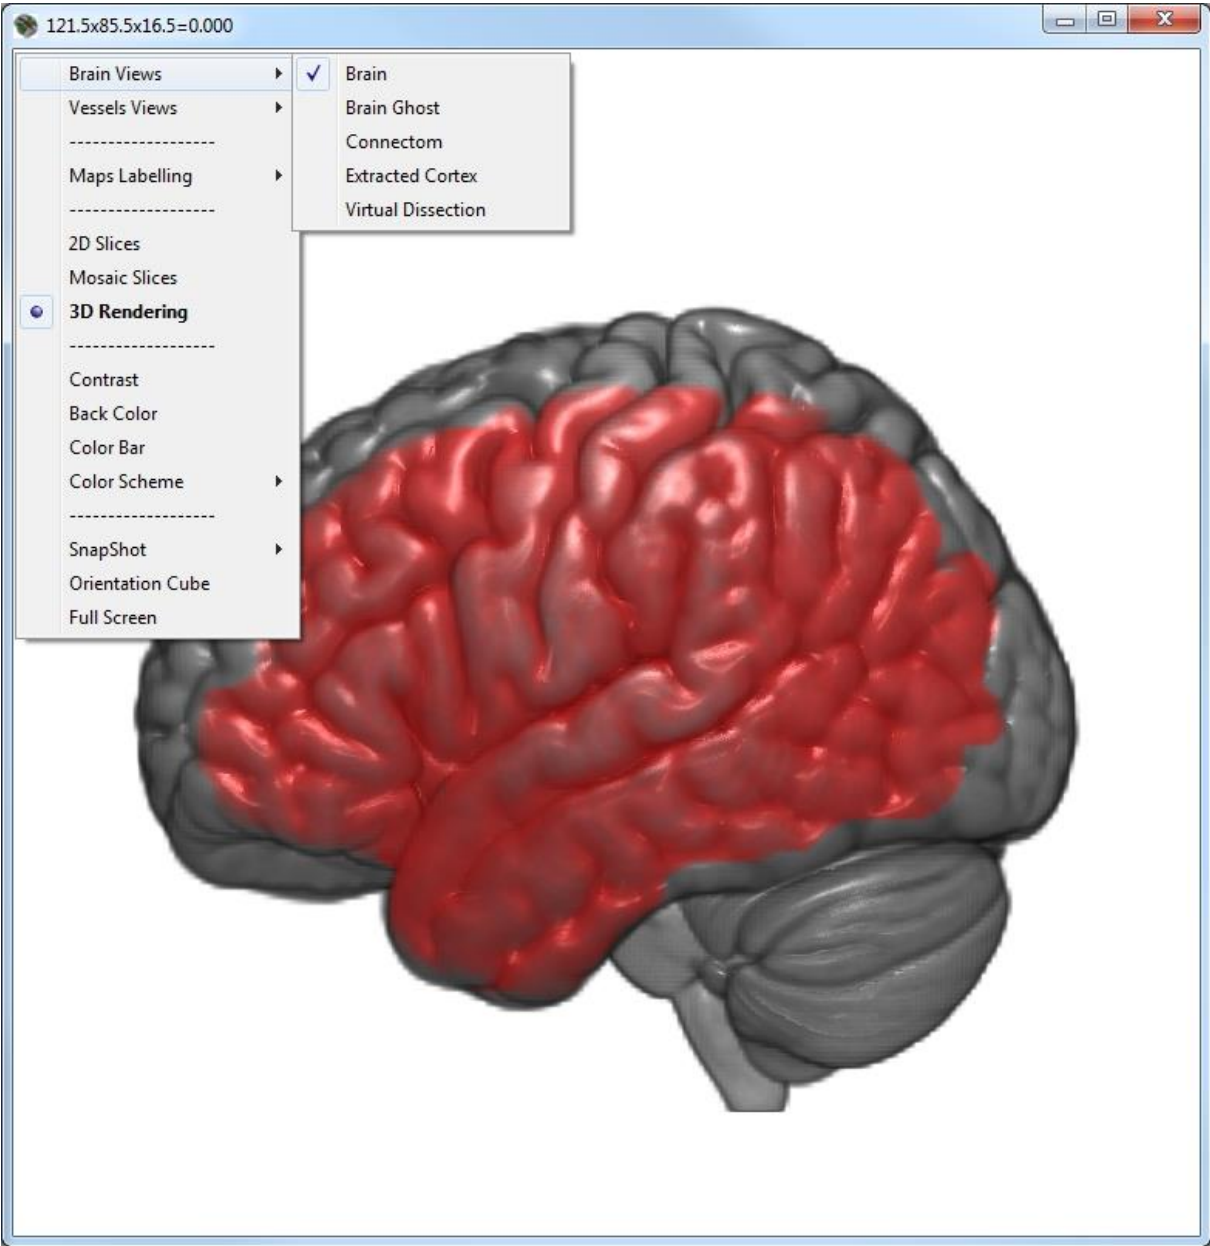 121.5x85.5x16.5=0.000
Brain Views
Vessels Views
-------------------
Maps Labelling
-------------------
2D Slices
Mosaic Slices
3D Rendering
-------------------
Contrast
Back Color
Color Bar
Color Scheme
-------------------
SnapShot
Orientation Cube
Full Screen
Brain
Brain Ghost
Connectom
Extracted Cortex
Virtual Dissection